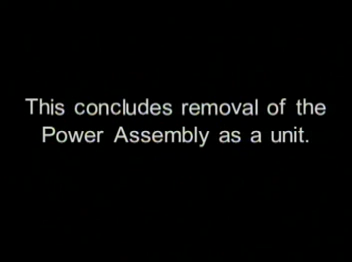 This concludes removal of the
Power Assembly as a unit.